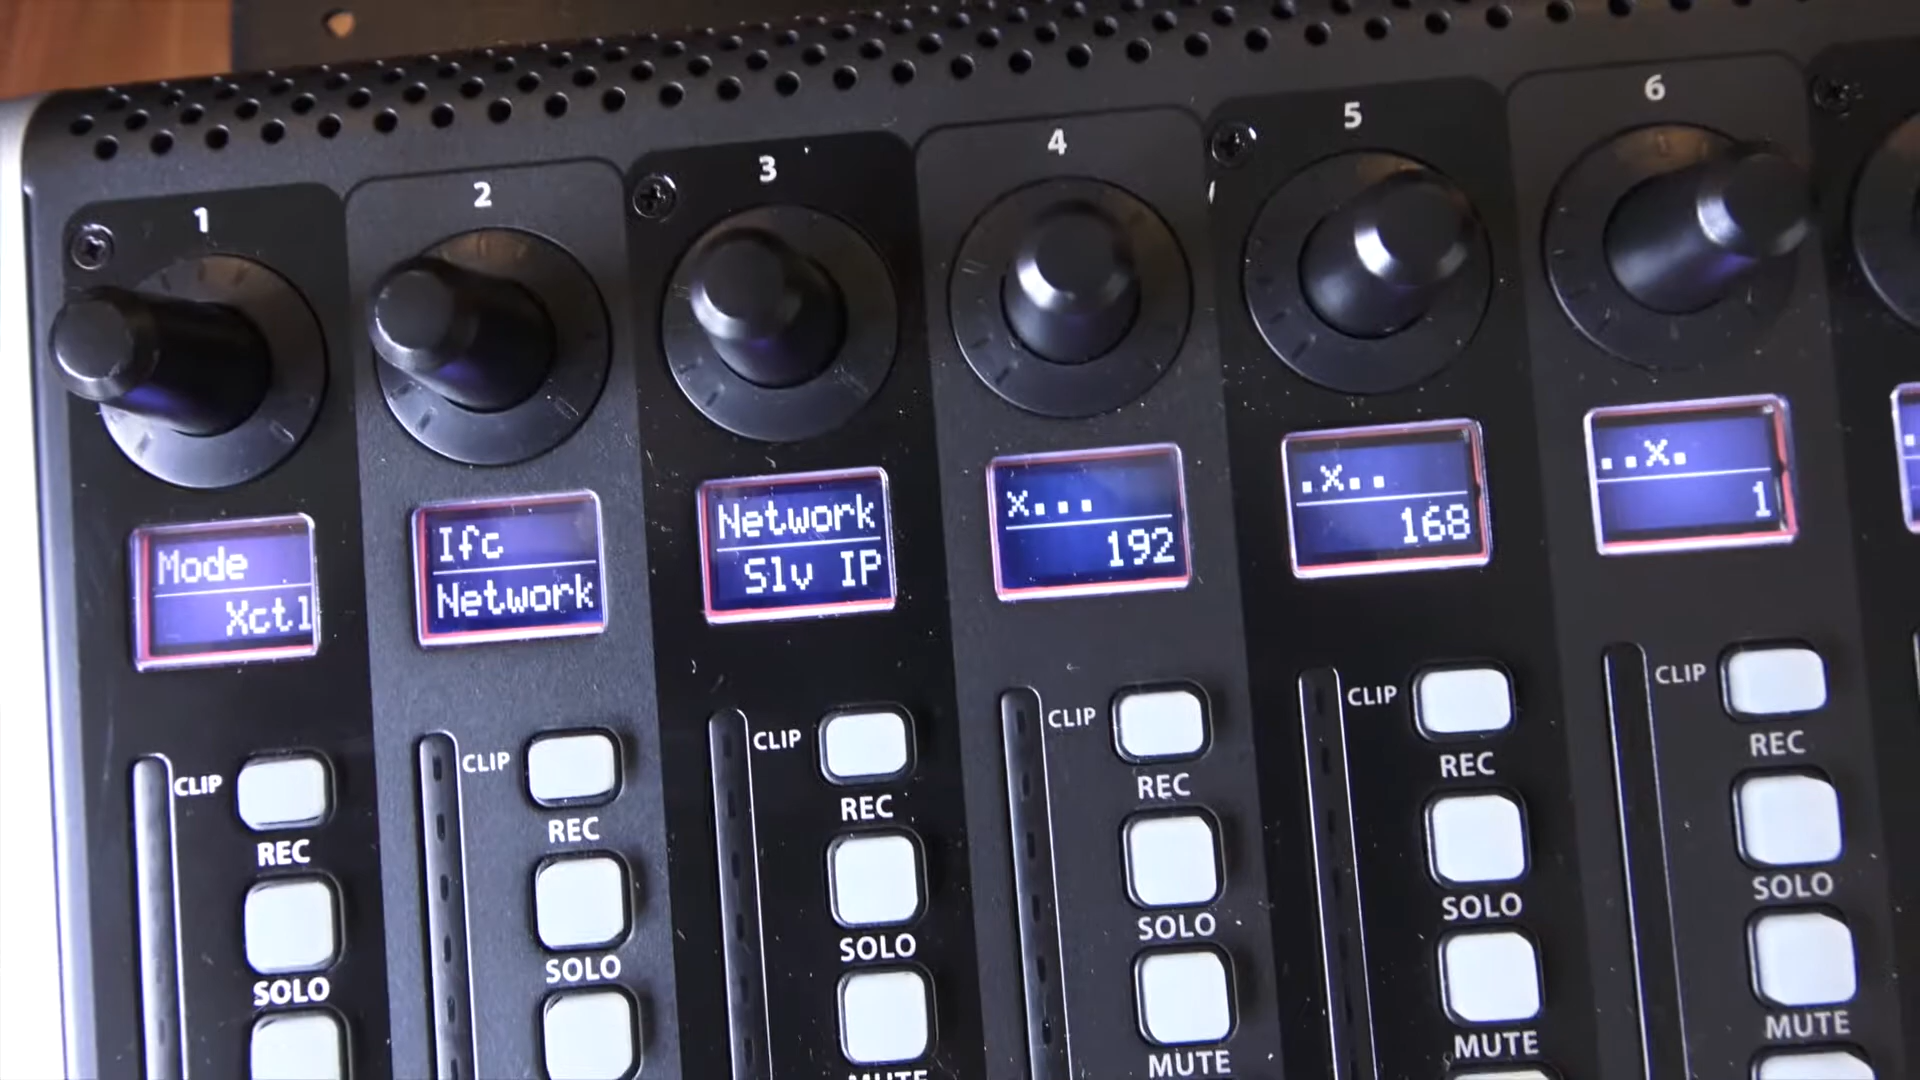 1
2
3
4
5
6
Mode
Xctl
Ifc
Network
Network
Slv IP
x...
192
.x..
168
..x.
1
CLIP
REC
SOLO
CLIP
REC
SOLO
CLIP
REC
SOLO
MUTE
CLIP
REC
SOLO
MUTE
CLIP
REC
SOLO
MUTE
CLIP
REC
SOLO
MUTE